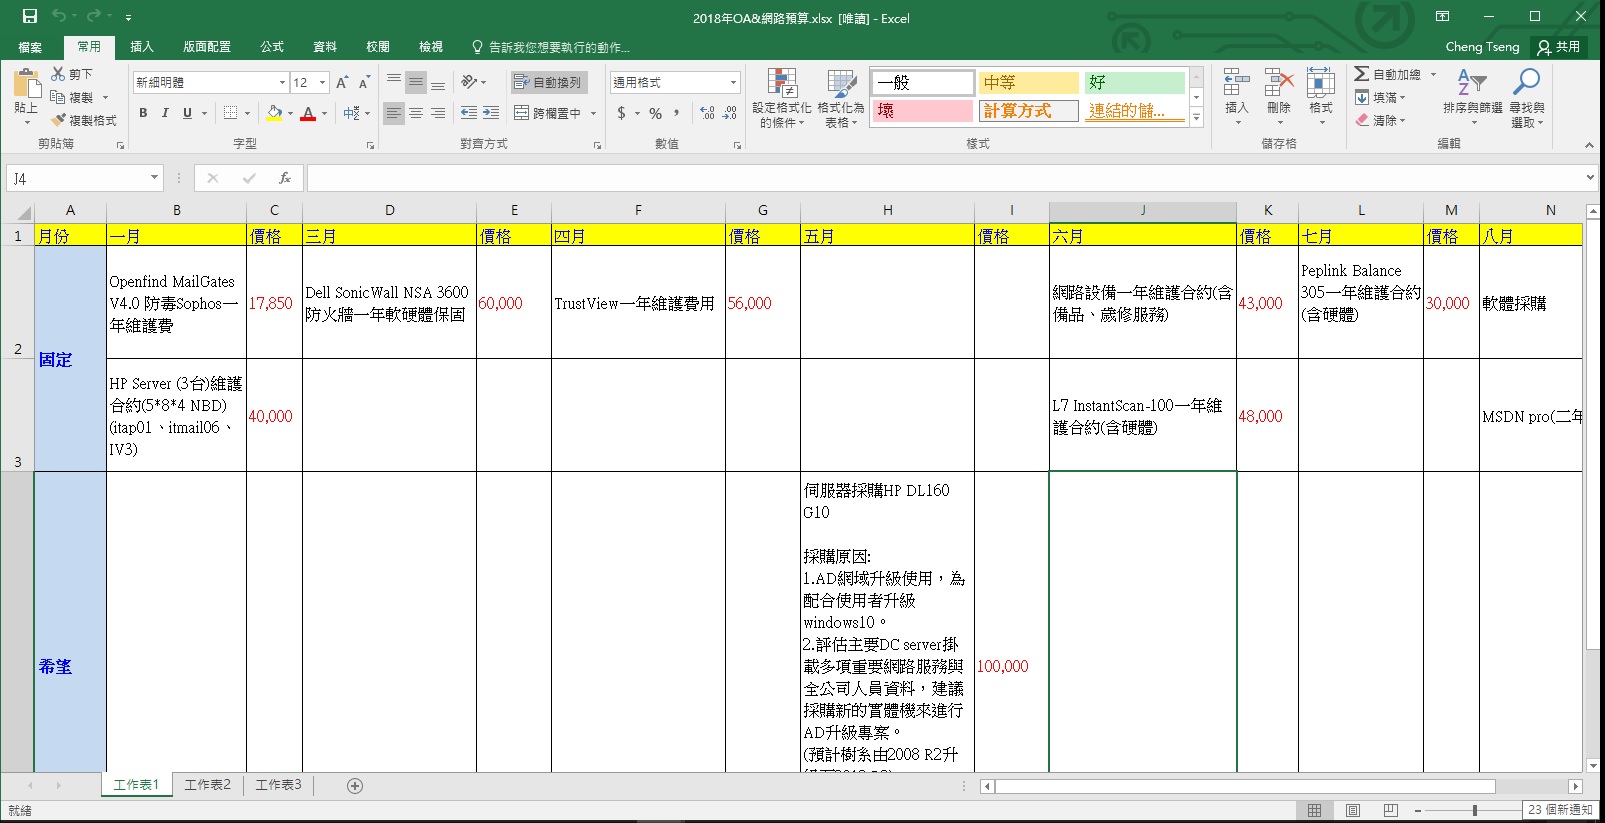 2018年OA&網路預算.xlsx [唯讀] - Excel
檔案 常用 插入 版面配置 公式 資料 校閱 檢視 告訴我您想要執行的動作... Cheng Tseng 共用
貼上
剪下
複製
複製格式
剪貼簿
新細明體 12
B I U
字型
自動換列
跨欄置中
對齊方式
通用格式
$ % ,
數值
設定格式化的條件
格式化為表格
一般 中等 好
壞 計算方式 連結的儲...
樣式
插入 刪除 格式
儲存格
自動加總
填滿
清除
排序與篩選
尋找與選取
編輯
J4
fx
A B C D E F G H I J K L M N
1 月份 一月 價格 三月 價格 四月 價格 五月 價格 六月 價格 七月 價格 八月
2
固定
Openfind MailGates
V4.0 防毒Sophos一
年維護費
17,850
Dell SonicWall NSA 3600
防火牆一年軟硬體保固
60,000
TrustView一年維護費用
56,000
網路設備一年維護合約(含
備品、歲修服務)
43,000
Peplink Balance
305一年維護合約
(含硬體)
30,000
軟體採購
3
HP Server (3台)維護
合約(5*8*4 NBD)
(itap01、itmail06、
IV3)
40,000
L7 InstantScan-100一年維
護合約(含硬體)
48,000
MSDN pro(二年
希望
伺服器採購HP DL160
G10
採購原因:
1.AD網域升級使用，為
配合使用者升級
windows10。
2.評估主要DC server掛
載多項重要網路服務與
全公司人員資料，建議
採購新的實體機來進行
AD升級專案。
(預計樹系由2008 R2升
100,000
工作表1 工作表2 工作表3
就緒
23 個新通知